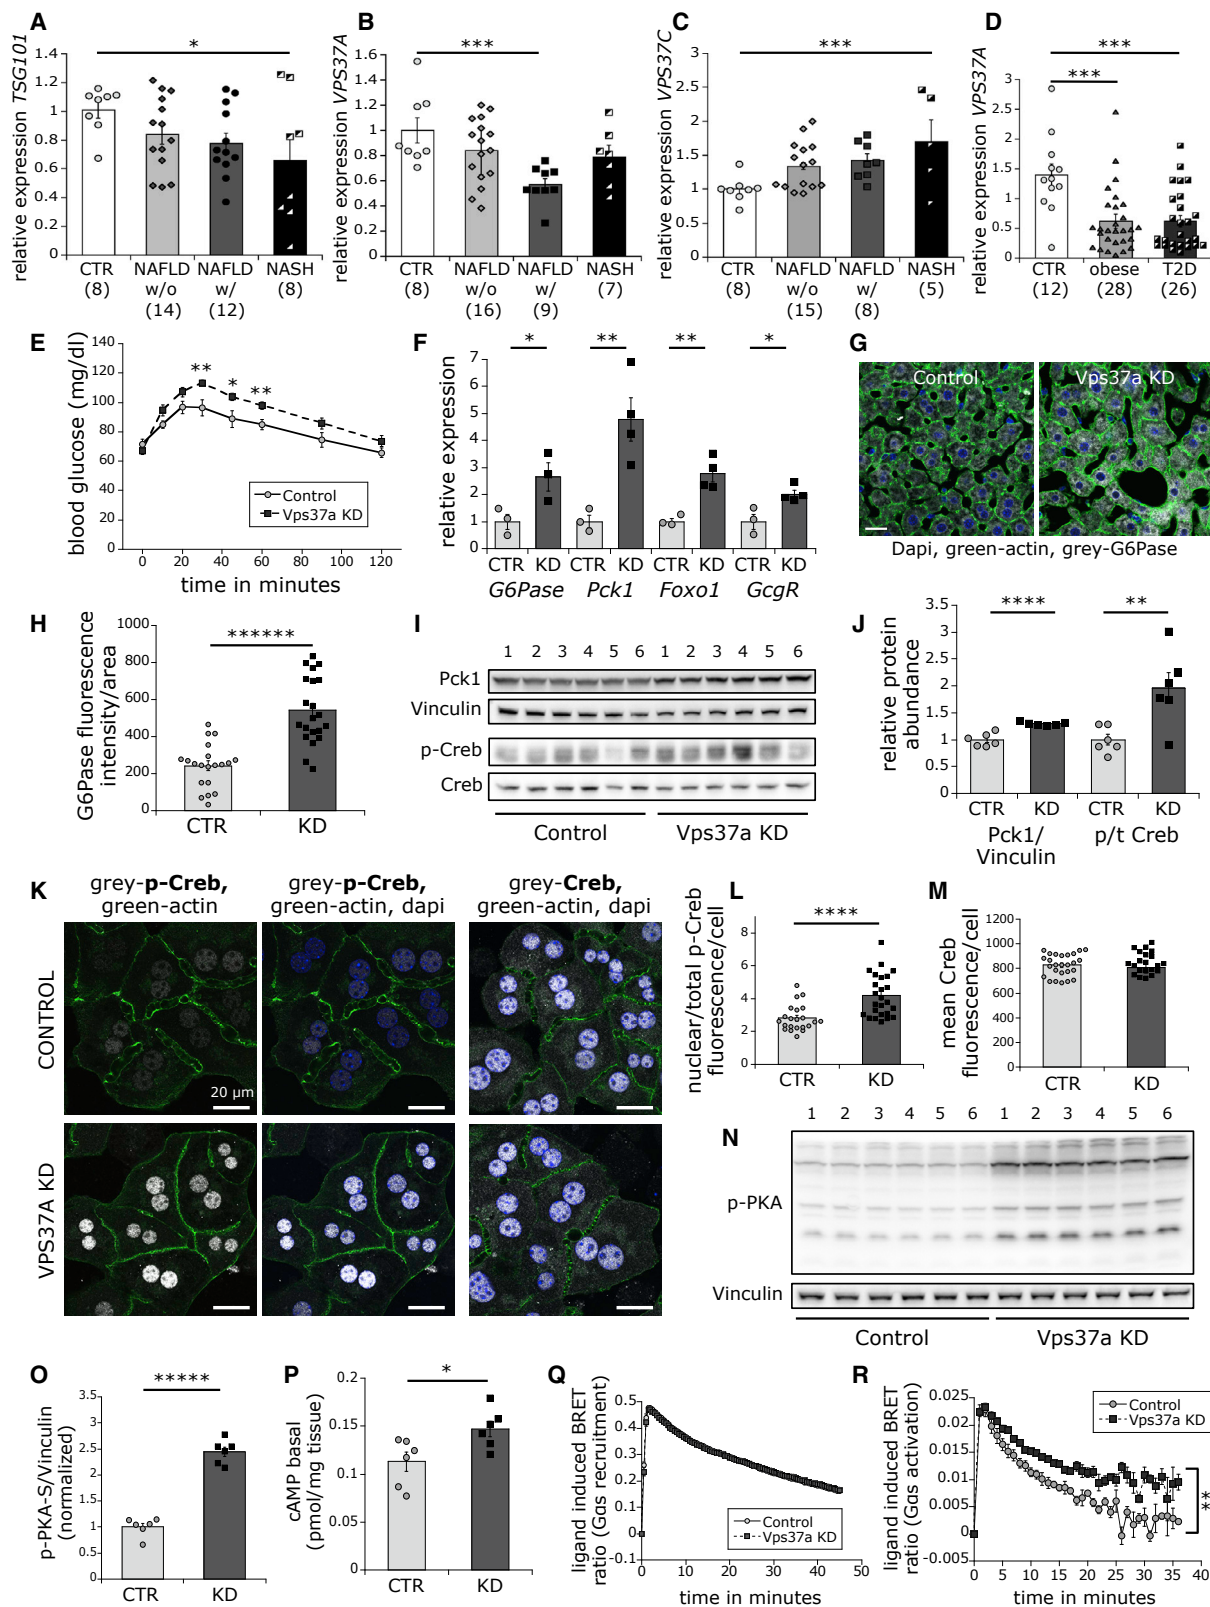 A
relative expression TSG101
*
1.4
1.2
1
0.8
0.6
0.4
0.2
0
CTR NAFLD NAFLD NASH
w/o w/
(8) (14) (12) (8)
B
relative expression VPS37A
***
1.6
1.4
1.2
1
0.8
0.6
0.4
0.2
0
CTR NAFLD NAFLD NASH
w/o w/
(8) (16) (9) (7)
C
relative expression VPS37C
***
3
2.5
2
1.5
1
0.5
0
CTR NAFLD NAFLD NASH
w/o w/
(8) (15) (8) (5)
D
relative expression VPS37A
***
***
3
2.5
2
1.5
1
0.5
0
CTR obese T2D
(12) (28) (26)
E
blood glucose (mg/dl)
140
120
100
80
60
40
20
0
** * **
Control
Vps37a KD
0 20 40 60 80 100 120
time in minutes
F
relative expression
* ** ** *
7
6
5
4
3
2
1
0
CTR KD CTR KD CTR KD CTR KD
G6Pase Pck1 Foxo1 GcgR
G
Control Vps37a KD
Dapi, green-actin, grey-G6Pase
H
G6Pase fluorescence
intensity/area
1000
800
600
400
200
0
******
CTR KD
I
1 2 3 4 5 6 1 2 3 4 5 6
Pck1
Vinculin
p-Creb
Creb
Control Vps37a KD
J
relative protein
abundance
3.5
3
2.5
2
1.5
1
0.5
0
**** **
CTR KD CTR KD
Pck1/ p/t Creb
Vinculin
K
grey-p-Creb, grey-p-Creb, grey-Creb,
green-actin green-actin, dapi green-actin, dapi
CONTROL
20 µm
VPS37A KD
L
nuclear/total p-Creb
fluorescence/cell
8
6
4
2
0
****
CTR KD
M
mean Creb
fluorescence/cell
1200
1000
800
600
400
200
0
CTR KD
N
1 2 3 4 5 6 1 2 3 4 5 6
p-PKA
Vinculin
Control Vps37a KD
O
p-PKA-S/Vinculin
(normalized)
3.5
3
2.5
2
1.5
1
0.5
0
*****
CTR KD
P
cAMP basal
(pmol/mg tissue)
0.2
0.15
0.1
0.05
0
*
CTR KD
Q
ligand induced BRET
ratio (Gαs recruitment)
0.5
0.4
0.3
0.2
0.1
0
-0.1
Control
Vps37a KD
0 10 20 30 40 50
time in minutes
R
ligand induced BRET
ratio (Gαs activation)
0.025
0.02
0.015
0.01
0.005
0
-0.005
Control
Vps37a KD
**
0 5 10 15 20 25 30 35 40
time in minutes